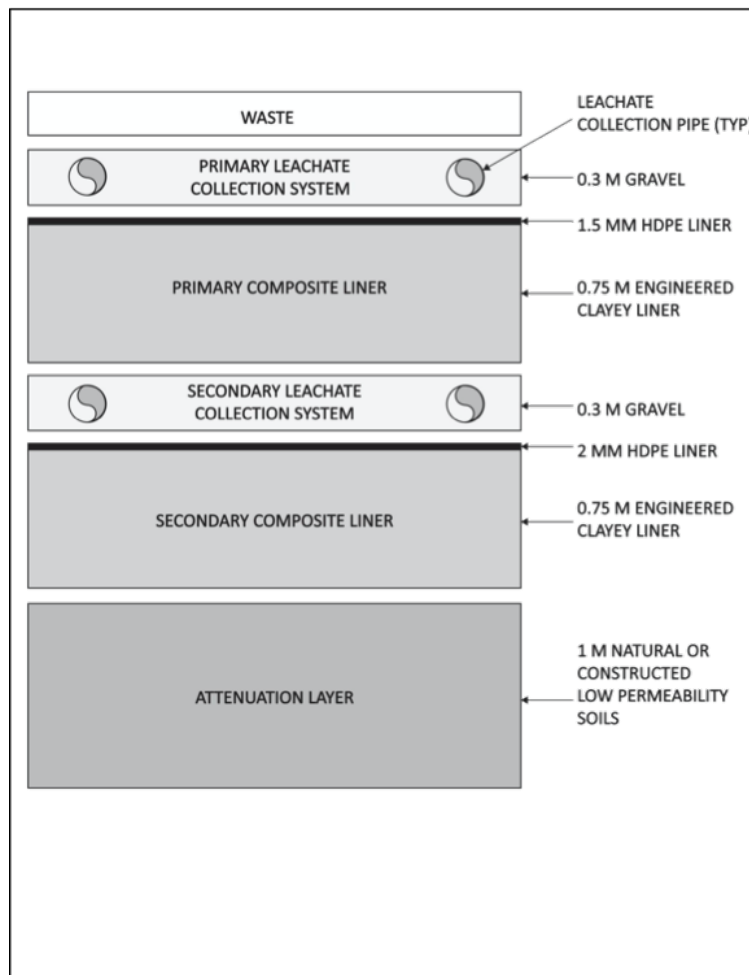 WASTE
LEACHATE
COLLECTION PIPE (TYP)
PRIMARY LEACHATE
COLLECTION SYSTEM
0.3 M GRAVEL
1.5 MM HDPE LINER
PRIMARY COMPOSITE LINER
0.75 M ENGINEERED
CLAYEY LINER
SECONDARY LEACHATE
COLLECTION SYSTEM
0.3 M GRAVEL
2 MM HDPE LINER
SECONDARY COMPOSITE LINER
0.75 M ENGINEERED
CLAYEY LINER
ATTENUATION LAYER
1 M NATURAL OR
CONSTRUCTED
LOW PERMEABILITY
SOILS